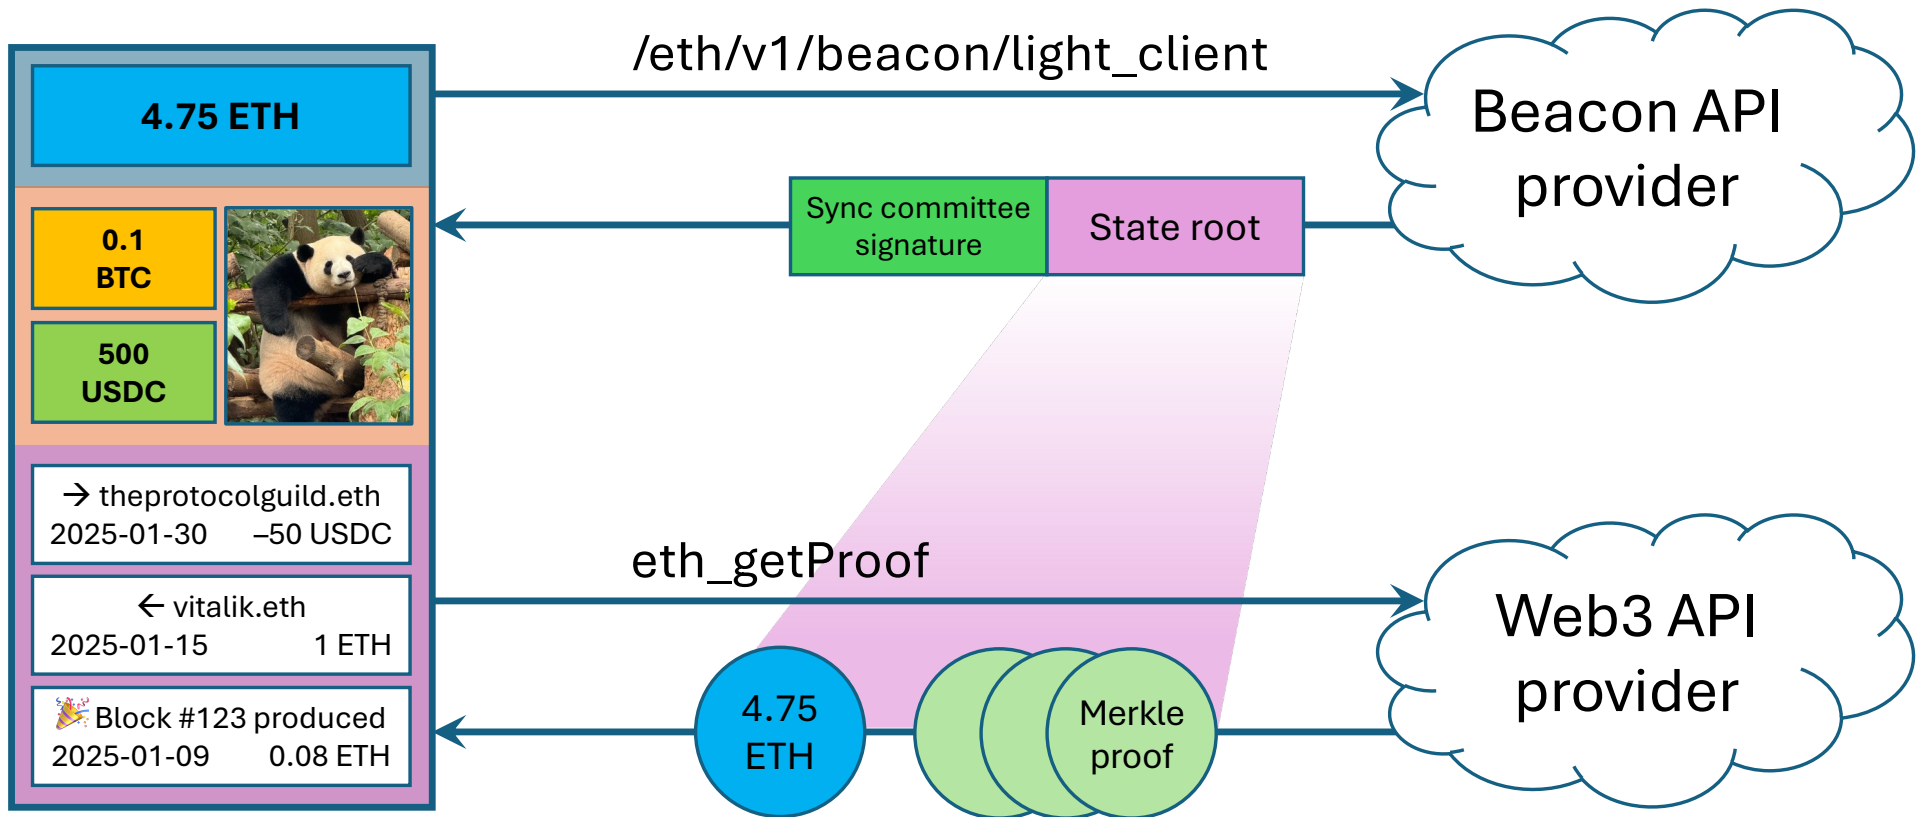 4.75 ETH
0.1
BTC
500
USDC
→ theprotocolguild.eth
2025-01-30 –50 USDC
← vitalik.eth
2025-01-15 1 ETH
🎉 Block #123 produced
2025-01-09 0.08 ETH
/eth/v1/beacon/light_client
Beacon API
provider
Sync committee
signature
State root
eth_getProof
Web3 API
provider
4.75
ETH
Merkle
proof